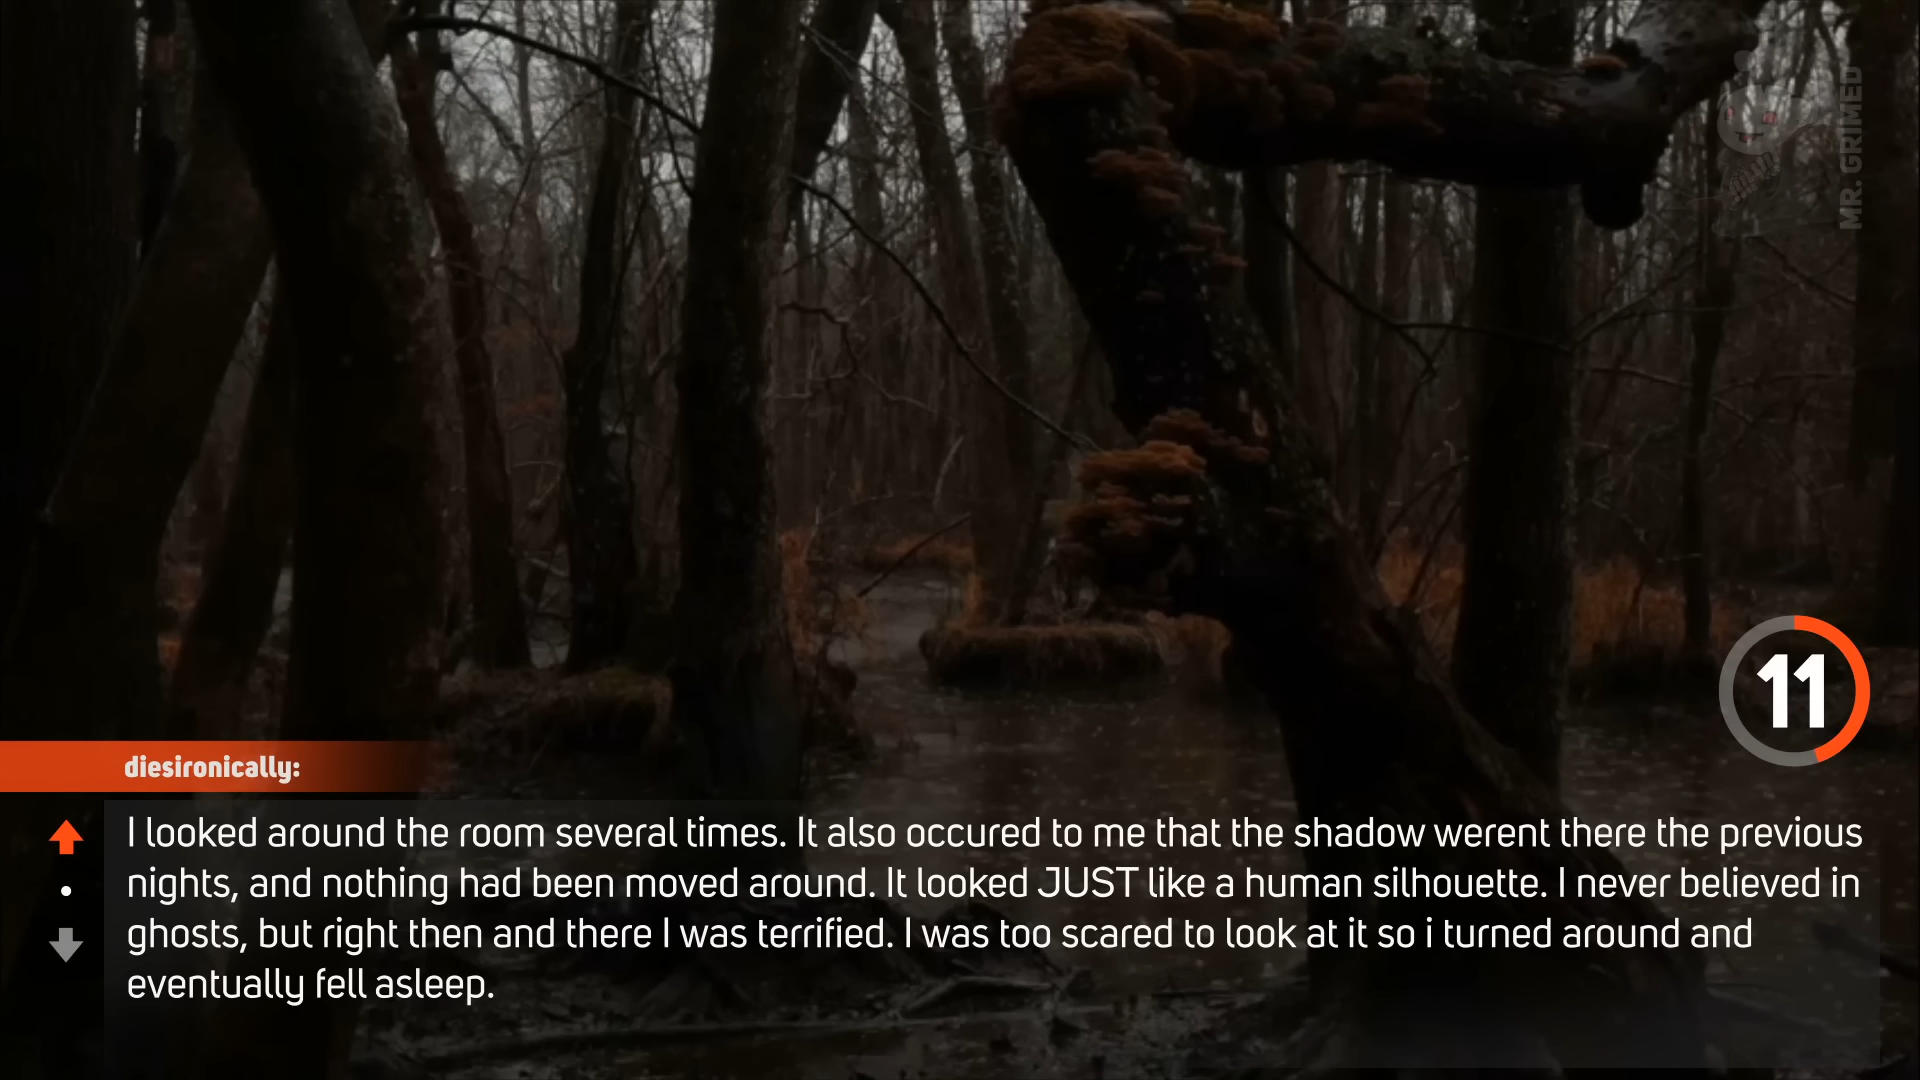 MR. GRIMED
11
diesironically:
I looked around the room several times. It also occured to me that the shadow werent there the previous
nights, and nothing had been moved around. It looked JUST like a human silhouette. I never believed in
ghosts, but right then and there I was terrified. I was too scared to look at it so i turned around and
eventually fell asleep.